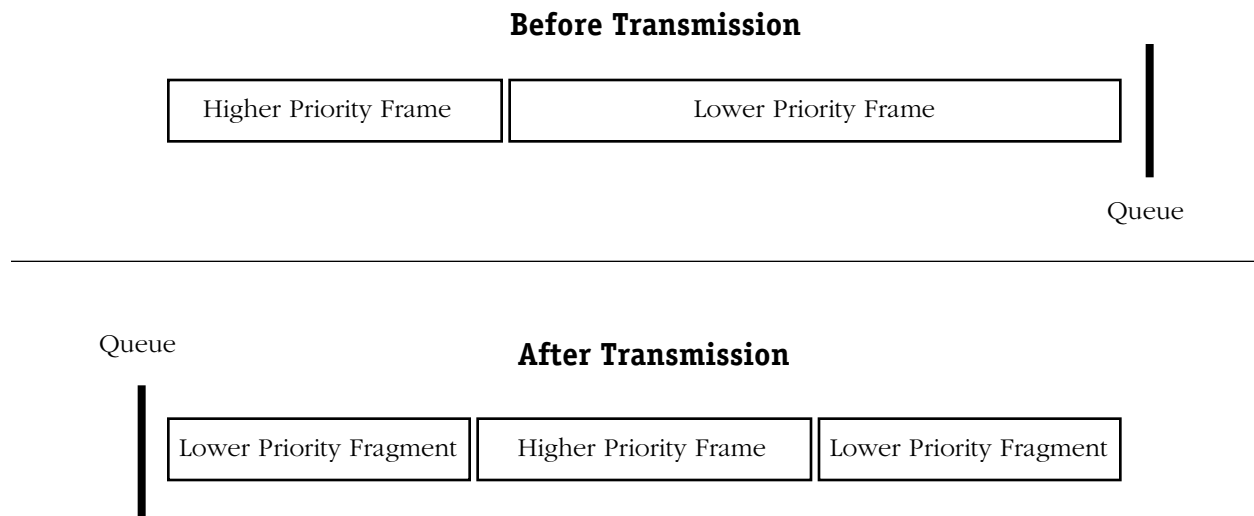 Before Transmission
Higher Priority Frame
Lower Priority Frame
Queue
Queue
After Transmission
Lower Priority Fragment
Higher Priority Frame
Lower Priority Fragment